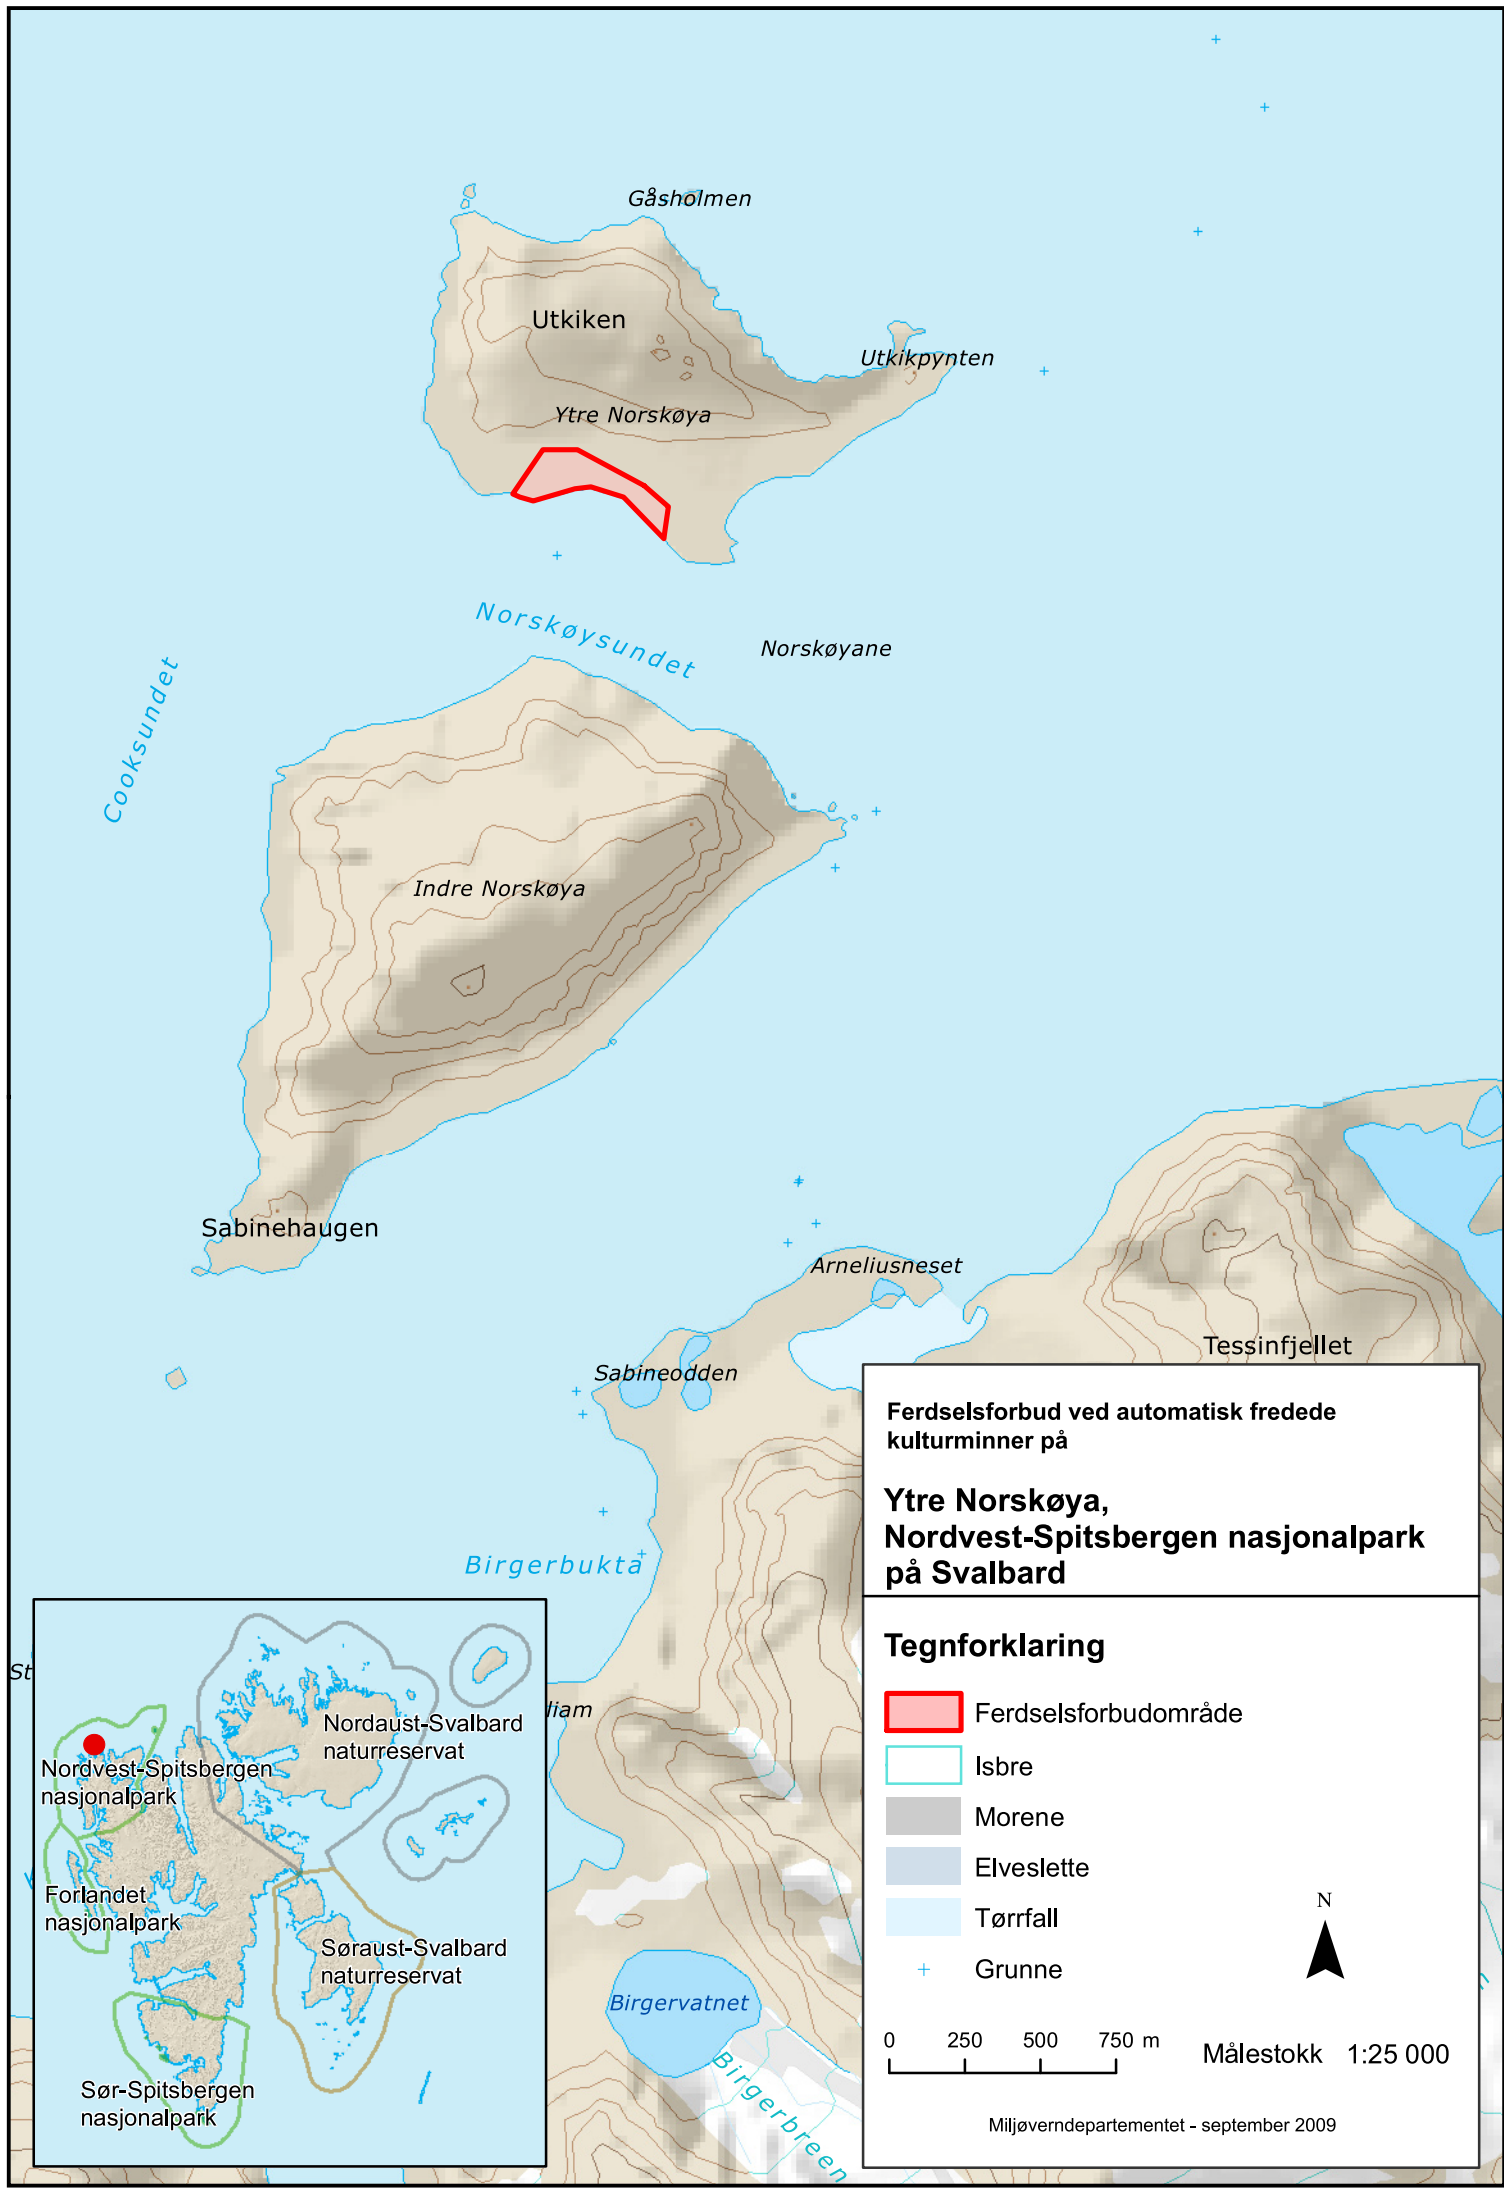 Gåsholmen
Utkiken
Utkikpynten
Ytre Norskøya
Norskøysundet
Norskøyane
Cooksundet
Indre Norskøya
Sabinehaugen
Arneliusneset
Tessinfjellet
Sabineodden
Birgerbukta
St
liam
Birgervatnet
Birgerbreen
Ferdselsforbud ved automatisk fredede
kulturminner på
Ytre Norskøya,
Nordvest-Spitsbergen nasjonalpark
på Svalbard
Tegnforklaring
Ferdselsforbudområde
Isbre
Morene
Elveslette
Tørrfall
Grunne
N
0 250 500 750 m
Målestokk 1:25 000
Miljøverndepartementet - september 2009
Nordaust-Svalbard
naturreservat
Nordvest-Spitsbergen
nasjonalpark
Forlandet
nasjonalpark
Søraust-Svalbard
naturreservat
Sør-Spitsbergen
nasjonalpark